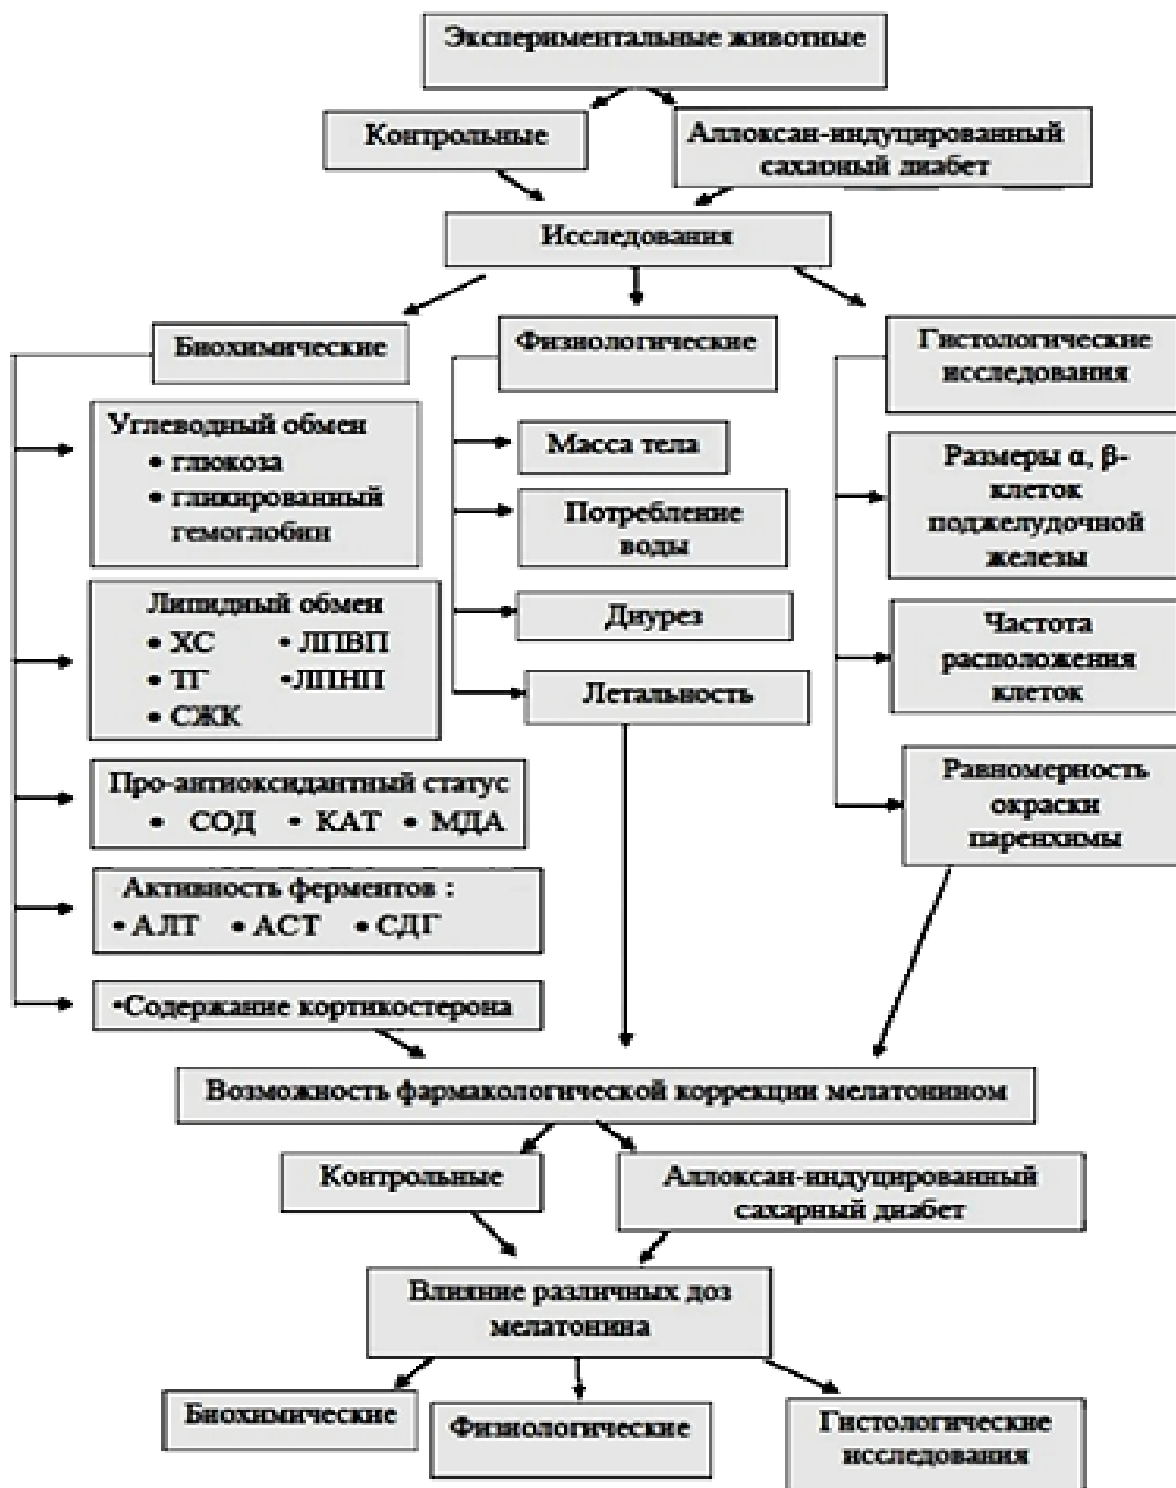 Экспериментальные животные
Контрольные
Аллоксан-индуцированный
сахарный диабет
Исследования
Биохимические
Физиологические
Гистологические
исследования
Углеводный обмен
• глюкоза
• гликированный
гемоглобин
Липидный обмен
• ХС • ЛПВП
• ТГ •ЛПНП
• СЖК
Про-антиоксидантный статус
• СОД • КАТ • МДА
Активность ферментов :
• АЛТ • АСТ • СДГ
•Содержание кортикостерона
Масса тела
Потребление
воды
Диурез
Летальность
Размеры α, β-
клеток
поджелудочной
железы
Частота
расположения
клеток
Равномерность
окраски
паренхимы
Возможность фармакологической коррекции мелатонином
Контрольные
Аллоксан-индуцированный
сахарный диабет
Влияние различных доз
мелатонина
Биохимические
Физиологические
Гистологические
исследования